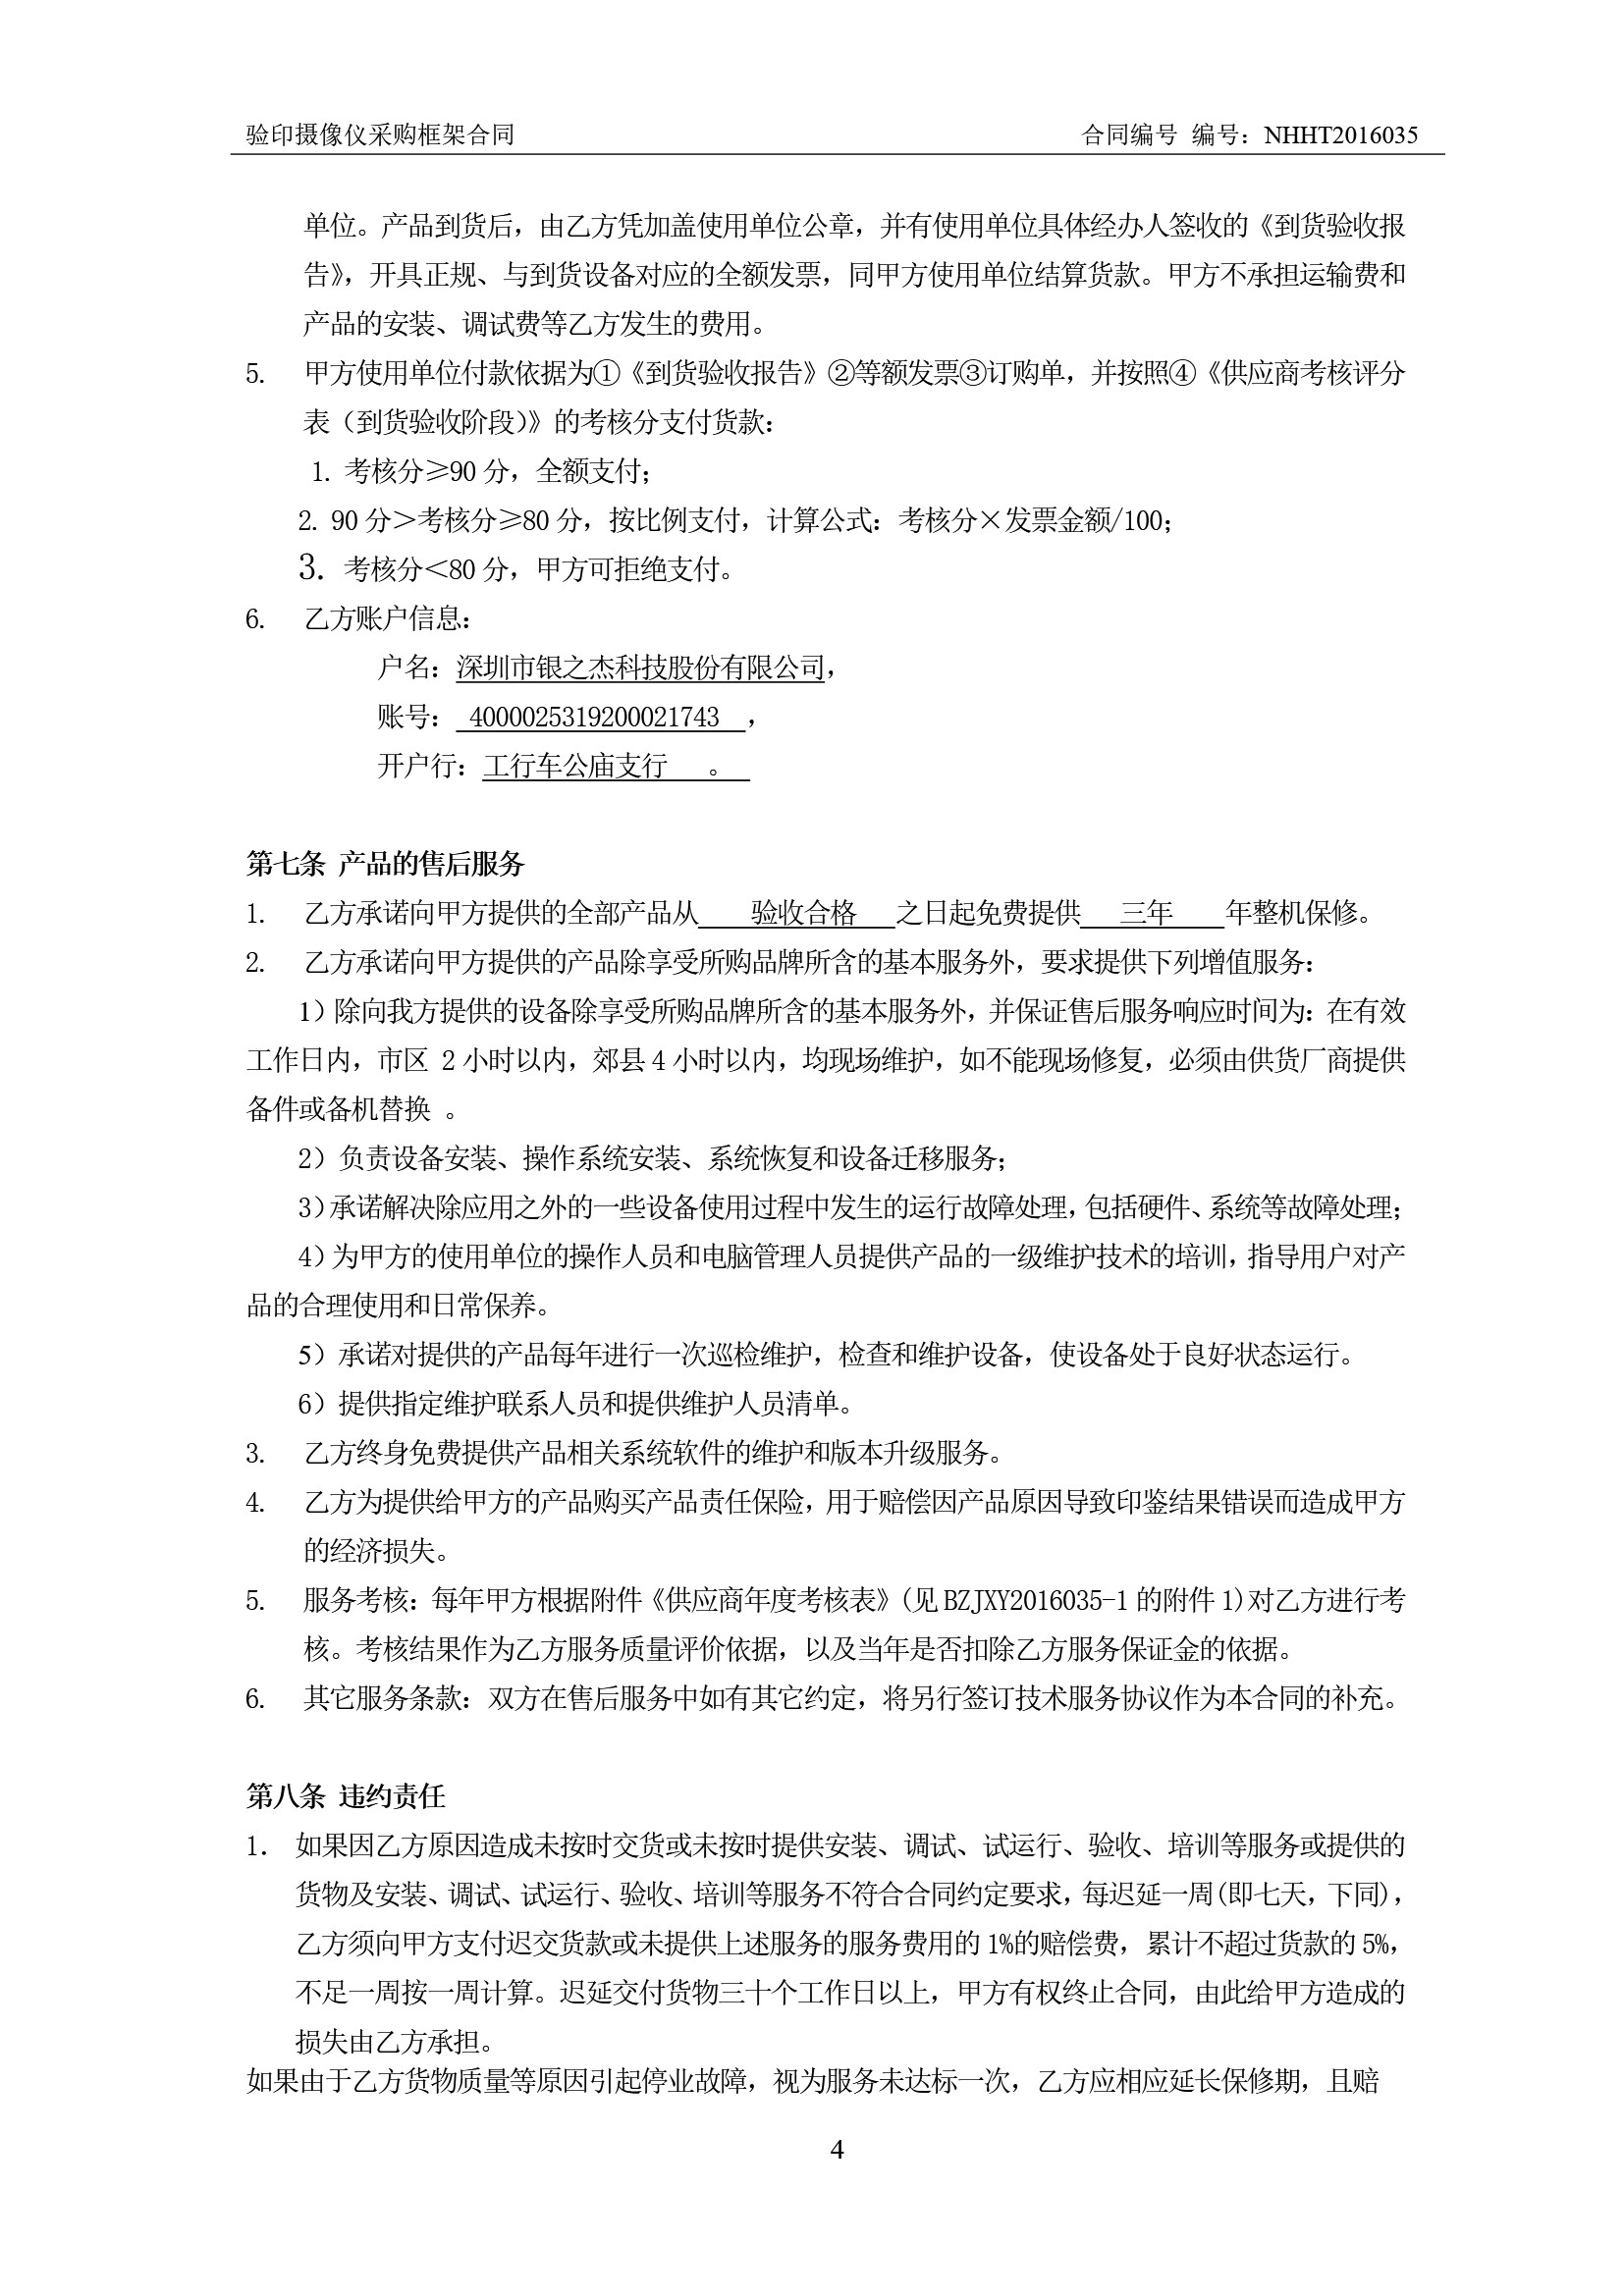 验印摄像仪采购框架合同 合同编号 编号：NHHT2016035
单位。产品到货后，由乙方凭加盖使用单位公章，并有使用单位具体经办人签收的《到货验收报
告》，开具正规、与到货设备对应的全额发票，同甲方使用单位结算货款。甲方不承担运输费和
产品的安装、调试费等乙方发生的费用。
5. 甲方使用单位付款依据为①《到货验收报告》②等额发票③订购单，并按照④《供应商考核评分
表（到货验收阶段）》的考核分支付货款：
1. 考核分≥90 分，全额支付；
2. 90 分＞考核分≥80 分，按比例支付，计算公式：考核分×发票金额/100；
3. 考核分＜80 分，甲方可拒绝支付。
6. 乙方账户信息：
户名：深圳市银之杰科技股份有限公司，
账号： 4000025319200021743 ，
开户行：工行车公庙支行 。
第七条 产品的售后服务
1. 乙方承诺向甲方提供的全部产品从 验收合格 之日起免费提供 三年 年整机保修。
2. 乙方承诺向甲方提供的产品除享受所购品牌所含的基本服务外，要求提供下列增值服务：
1）除向我方提供的设备除享受所购品牌所含的基本服务外，并保证售后服务响应时间为：在有效
工作日内，市区 2 小时以内，郊县 4 小时以内，均现场维护，如不能现场修复，必须由供货厂商提供
备件或备机替换 。
2）负责设备安装、操作系统安装、系统恢复和设备迁移服务；
3）承诺解决除应用之外的一些设备使用过程中发生的运行故障处理，包括硬件、系统等故障处理；
4）为甲方的使用单位的操作人员和电脑管理人员提供产品的一级维护技术的培训，指导用户对产
品的合理使用和日常保养。
5）承诺对提供的产品每年进行一次巡检维护，检查和维护设备，使设备处于良好状态运行。
6）提供指定维护联系人员和提供维护人员清单。
3. 乙方终身免费提供产品相关系统软件的维护和版本升级服务。
4. 乙方为提供给甲方的产品购买产品责任保险，用于赔偿因产品原因导致印鉴结果错误而造成甲方
的经济损失。
5. 服务考核：每年甲方根据附件《供应商年度考核表》(见 BZJXY2016035-1 的附件 1)对乙方进行考
核。考核结果作为乙方服务质量评价依据，以及当年是否扣除乙方服务保证金的依据。
6. 其它服务条款：双方在售后服务中如有其它约定，将另行签订技术服务协议作为本合同的补充。
第八条 违约责任
1. 如果因乙方原因造成未按时交货或未按时提供安装、调试、试运行、验收、培训等服务或提供的
货物及安装、调试、试运行、验收、培训等服务不符合合同约定要求，每迟延一周(即七天，下同)，
乙方须向甲方支付迟交货款或未提供上述服务的服务费用的 1%的赔偿费，累计不超过货款的 5%，
不足一周按一周计算。迟延交付货物三十个工作日以上，甲方有权终止合同，由此给甲方造成的
损失由乙方承担。
如果由于乙方货物质量等原因引起停业故障，视为服务未达标一次，乙方应相应延长保修期，且赔
4